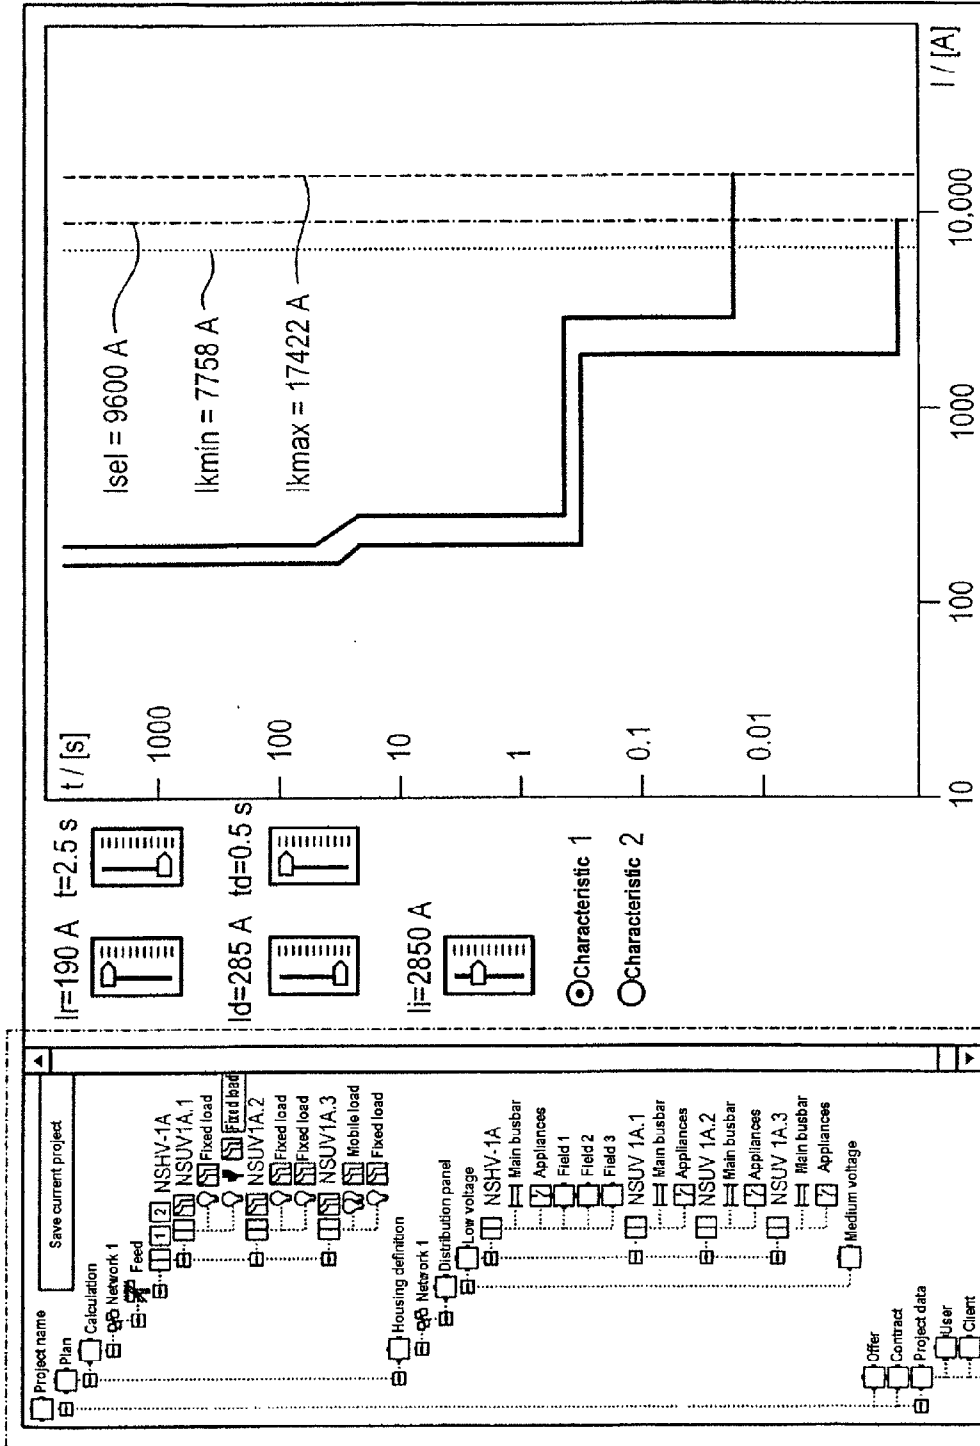 Save current project
Project name
Plan
Calculation
Network 1
Feed
1 2 NSHV-1A
NSUV1A.1
Fixed load
Fixed load
NSUV1A.2
Fixed load
Fixed load
NSUV1A.3
Mobile load
Fixed load
Housing definition
Network 1
Distribution panel
Low voltage
NSHV-1A
Main busbar
Appliances
Field 1
Field 2
Field 3
NSUV 1A.1
Main busbar
Appliances
NSUV 1A.2
Main busbar
Appliances
NSUV 1A.3
Main busbar
Appliances
Medium voltage
Offer
Contract
Project data
User
Client
Ir=190 A t=2.5 s
Id=285 A td=0.5 s
Ii=2850 A
Characteristic 1
Characteristic 2
t / [s]
1000
100
10
1
0.1
0.01
Isel = 9600 A
Ikmin = 7758 A
Ikmax = 17422 A
10
100
1000
10,000
I / [A]